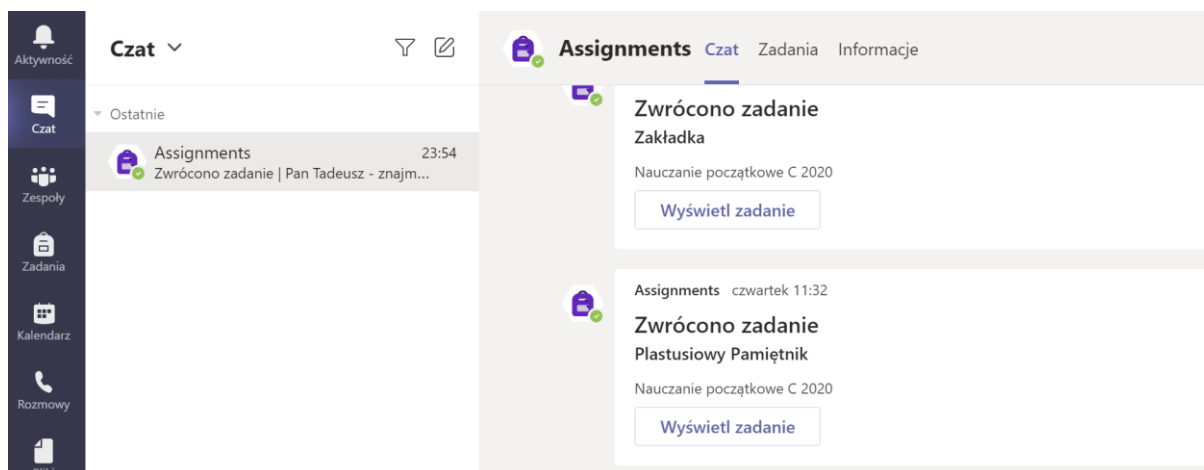 Aktywność
Czat
Zespoły
Zadania
Kalendarz
Rozmowy
Czat
Ostatnie
Assignments 23:54
Zwrócono zadanie | Pan Tadeusz - znajm...
Assignments Czat Zadania Informacje
Zwrócono zadanie
Zakładka
Nauczanie początkowe C 2020
Wyświetl zadanie
Assignments czwartek 11:32
Zwrócono zadanie
Plastusiowy Pamiętnik
Nauczanie początkowe C 2020
Wyświetl zadanie